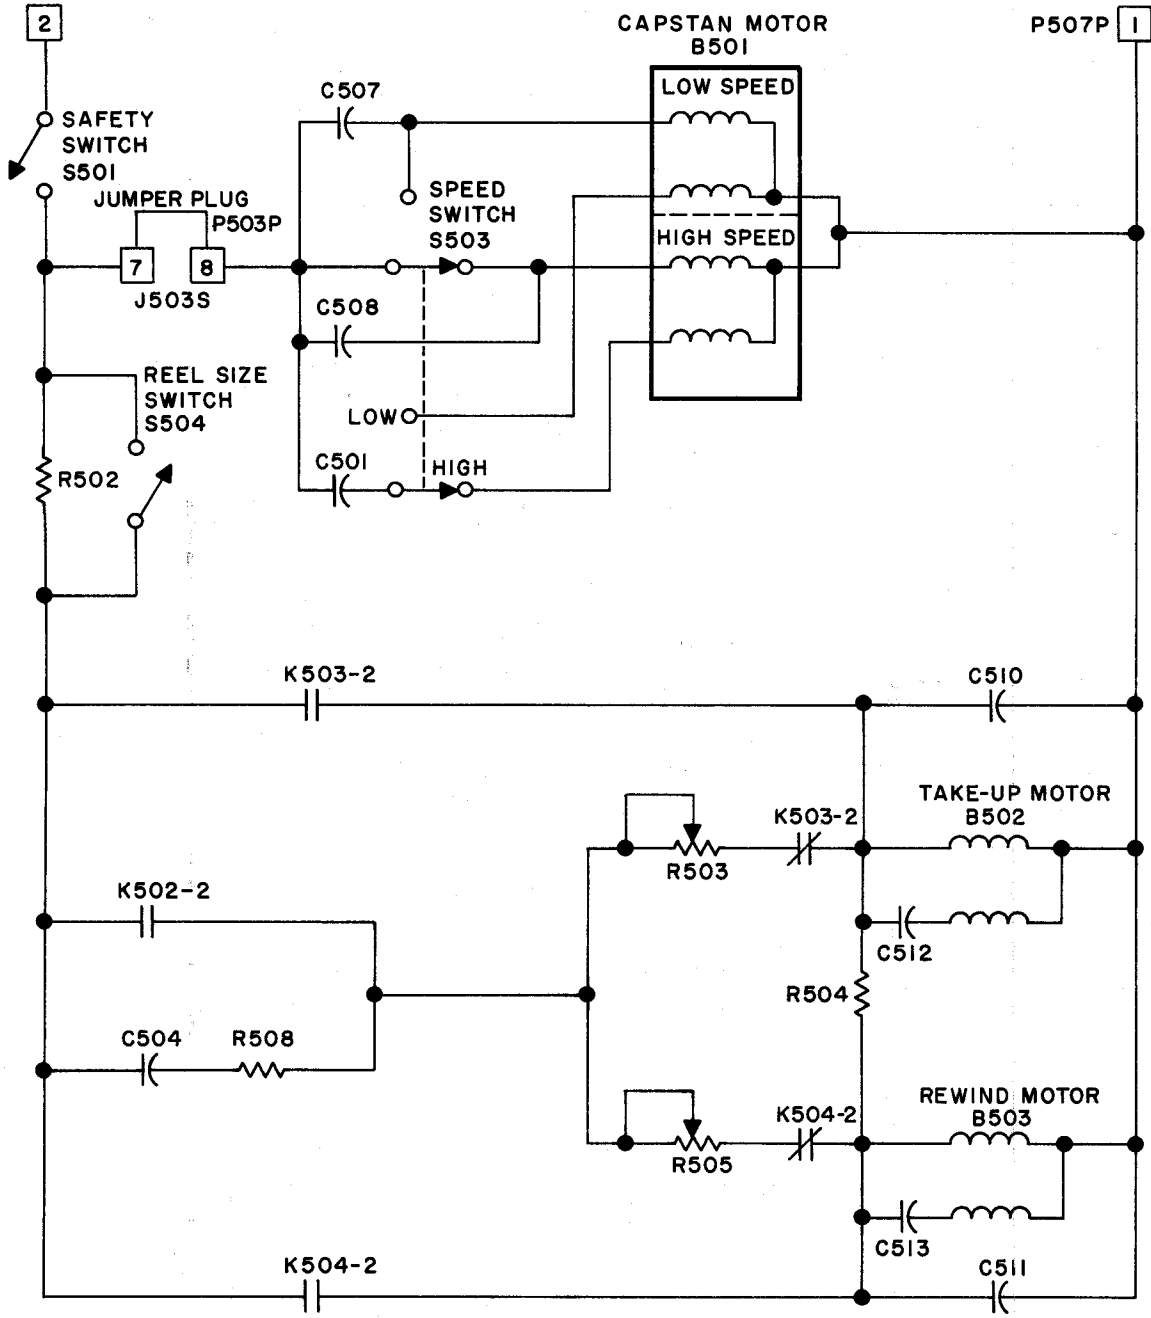 2
CAPSTAN MOTOR
B501
P507P 1
LOW SPEED
C507
SAFETY
SWITCH
S501
SPEED
SWITCH
S503
JUMPER PLUG
P503P
HIGH SPEED
7 8
J503S
C508
REEL SIZE
SWITCH
S504
LOW
C501
HIGH
R502
K503-2
C510
TAKE-UP MOTOR
B502
K503-2
R503
K502-2
C512
R504
C504
R508
REWIND MOTOR
B503
K504-2
R505
C513
K504-2
C511